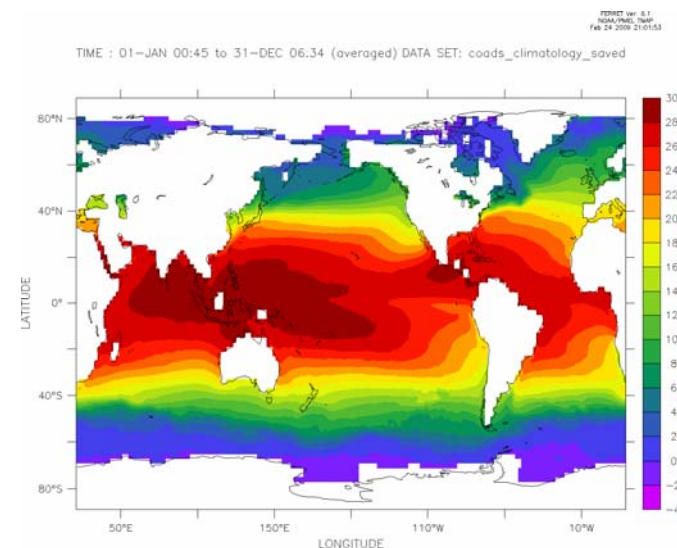 FERRET Ver. 6.1
NOAA/PMEL TMAP
Feb 24 2009 21:01:53
TIME : 01-JAN 00:45 to 31-DEC 06:34 (averaged) DATA SET: coads_climatology_saved
80°N
40°N
0°
40°S
80°S
LATITUDE
50°E
150°E
110°W
10°W
LONGITUDE
30
28
26
24
22
20
18
16
14
12
10
8
6
4
2
0
-2
-4